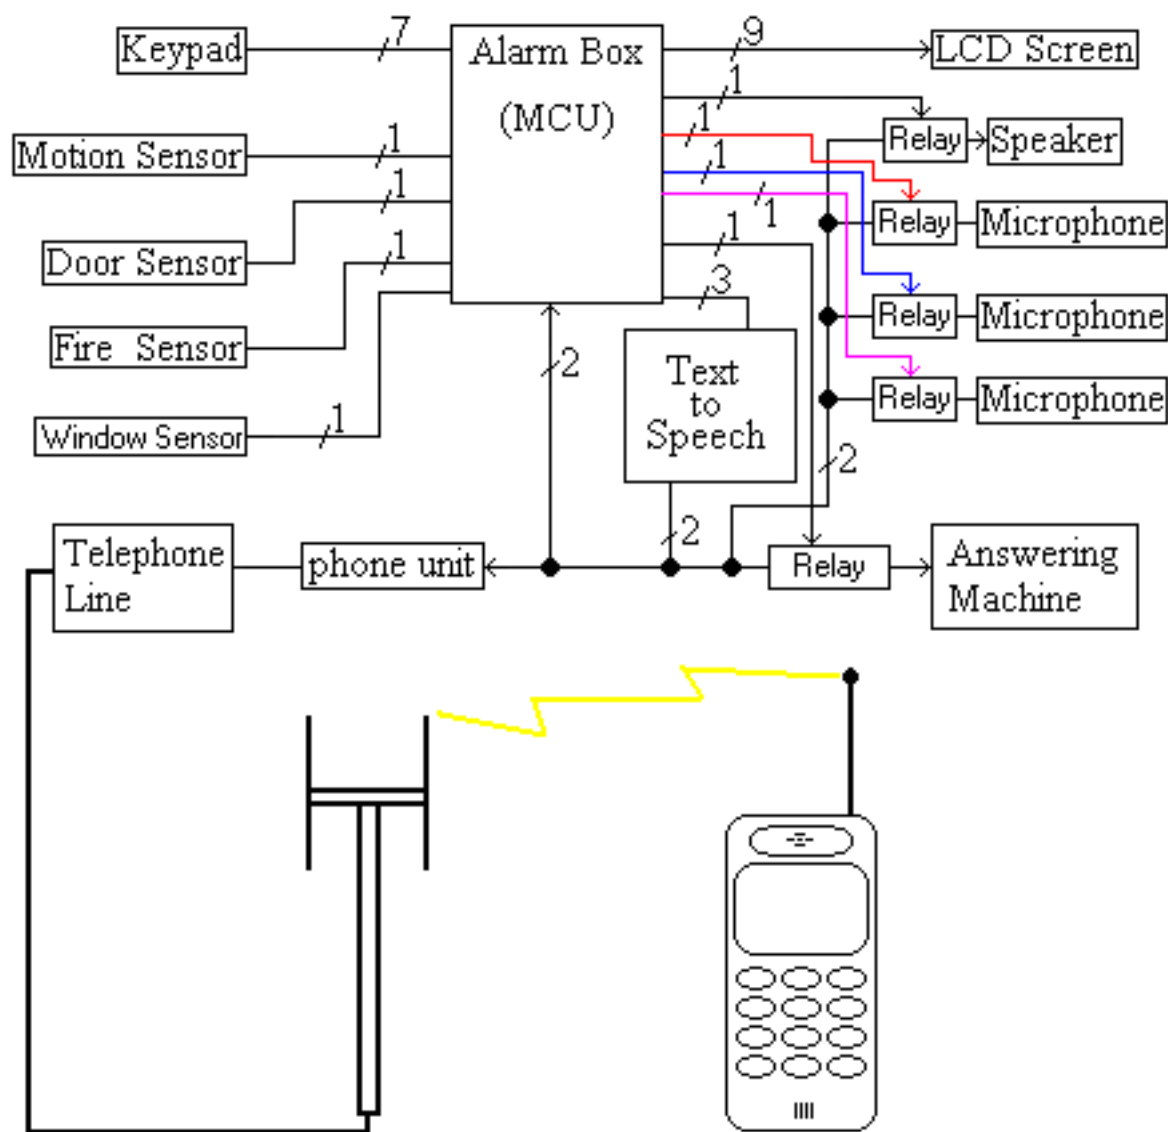 Keypad
7
Alarm Box
(MCU)
9
LCD Screen
1
Relay
Speaker
Motion Sensor
1
1
1
1
Relay
Microphone
Door Sensor
1
1
Fire Sensor
1
3
Relay
Microphone
2
Text
to
Speech
Relay
Microphone
Window Sensor
1
2
2
Telephone
Line
phone unit
Relay
Answering
Machine